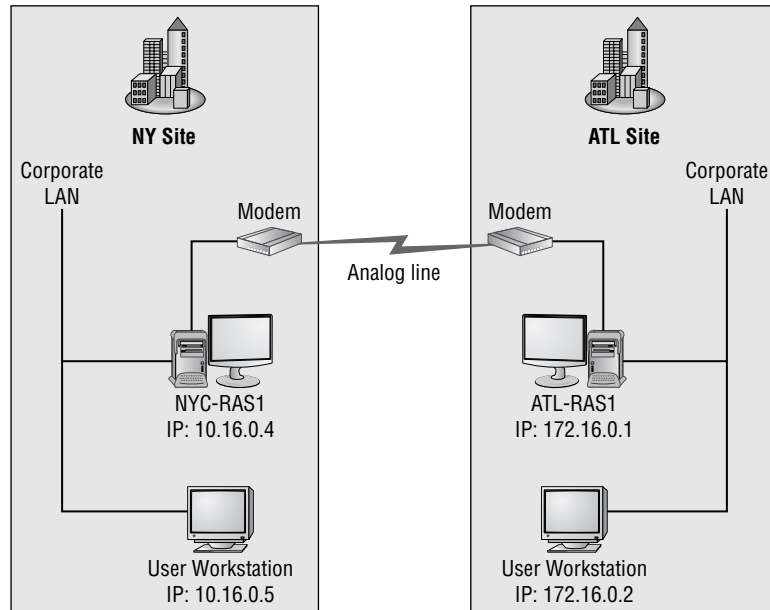 NY Site
ATL Site
Corporate
LAN
Corporate
LAN
Modem
Modem
Analog line
NYC-RAS1
IP: 10.16.0.4
ATL-RAS1
IP: 172.16.0.1
User Workstation
IP: 10.16.0.5
User Workstation
IP: 172.16.0.2